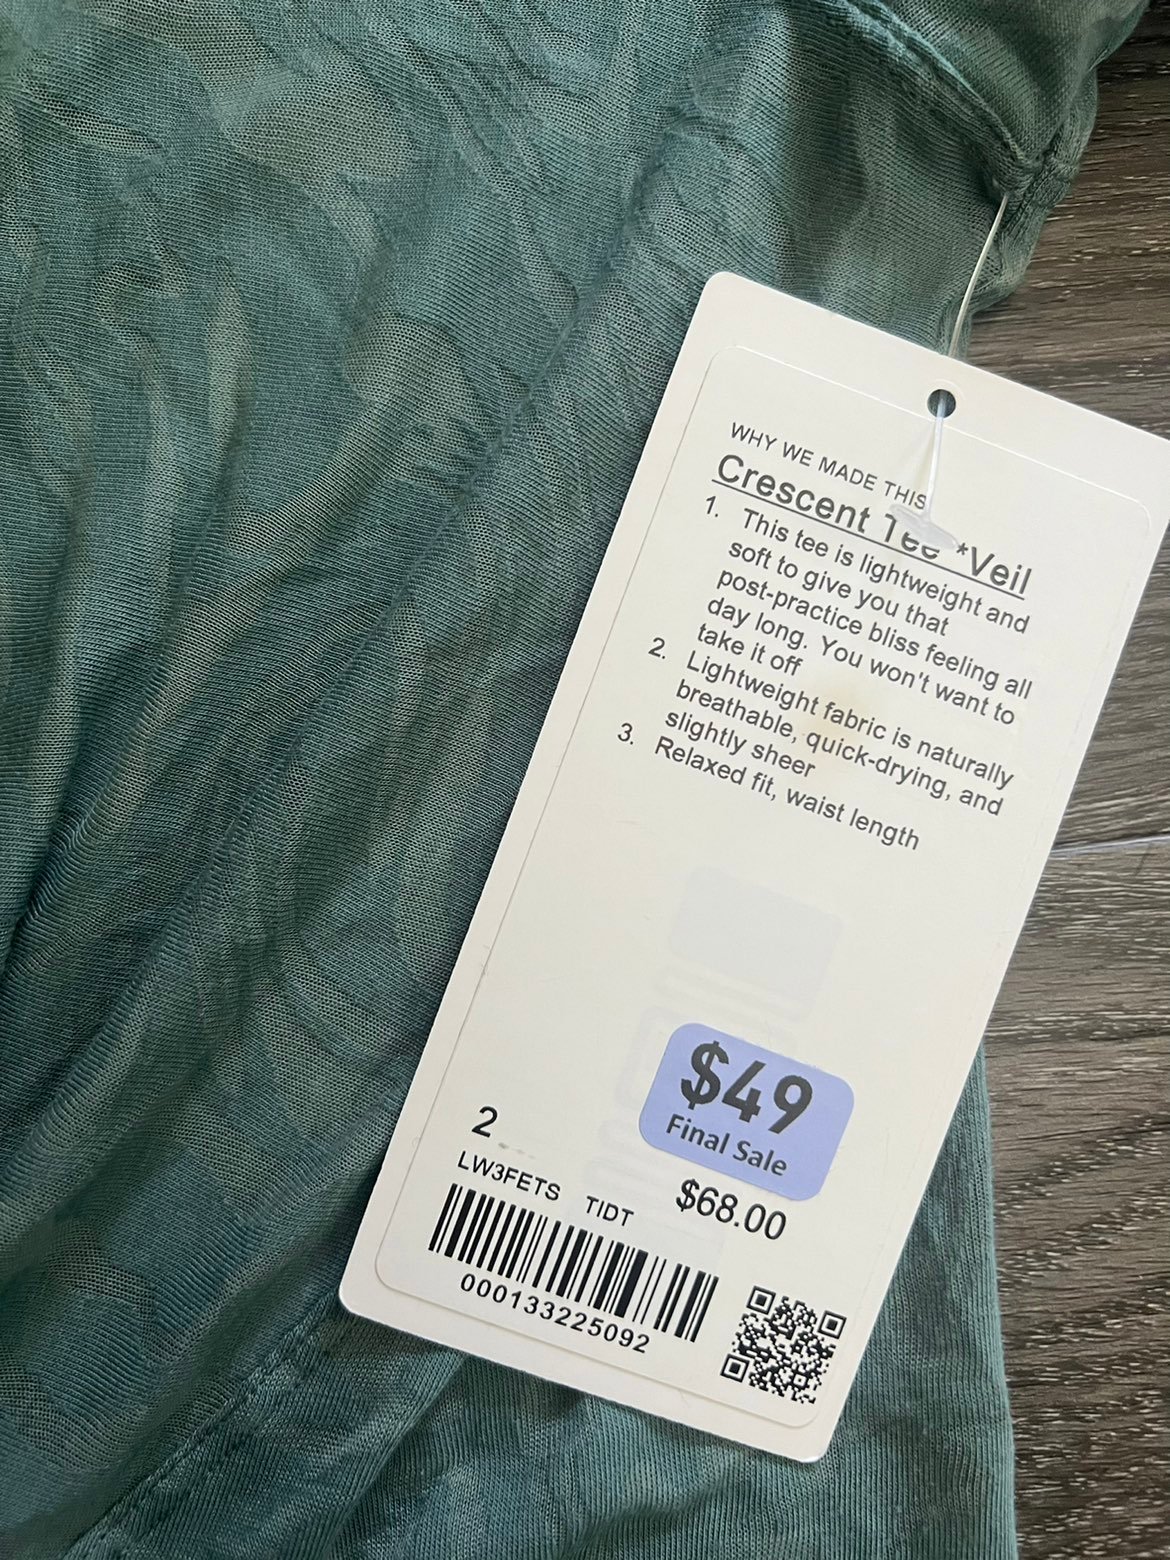 WHY WE MADE THIS
Crescent Tee *Veil
1. This tee is lightweight and
soft to give you that
post-practice bliss feeling all
day long. You won't want to
take it off
2. Lightweight fabric is naturally
breathable, quick-drying, and
slightly sheer
3. Relaxed fit, waist length
$49
Final Sale
2
LW3FETS TIDT $68.00
000133225092